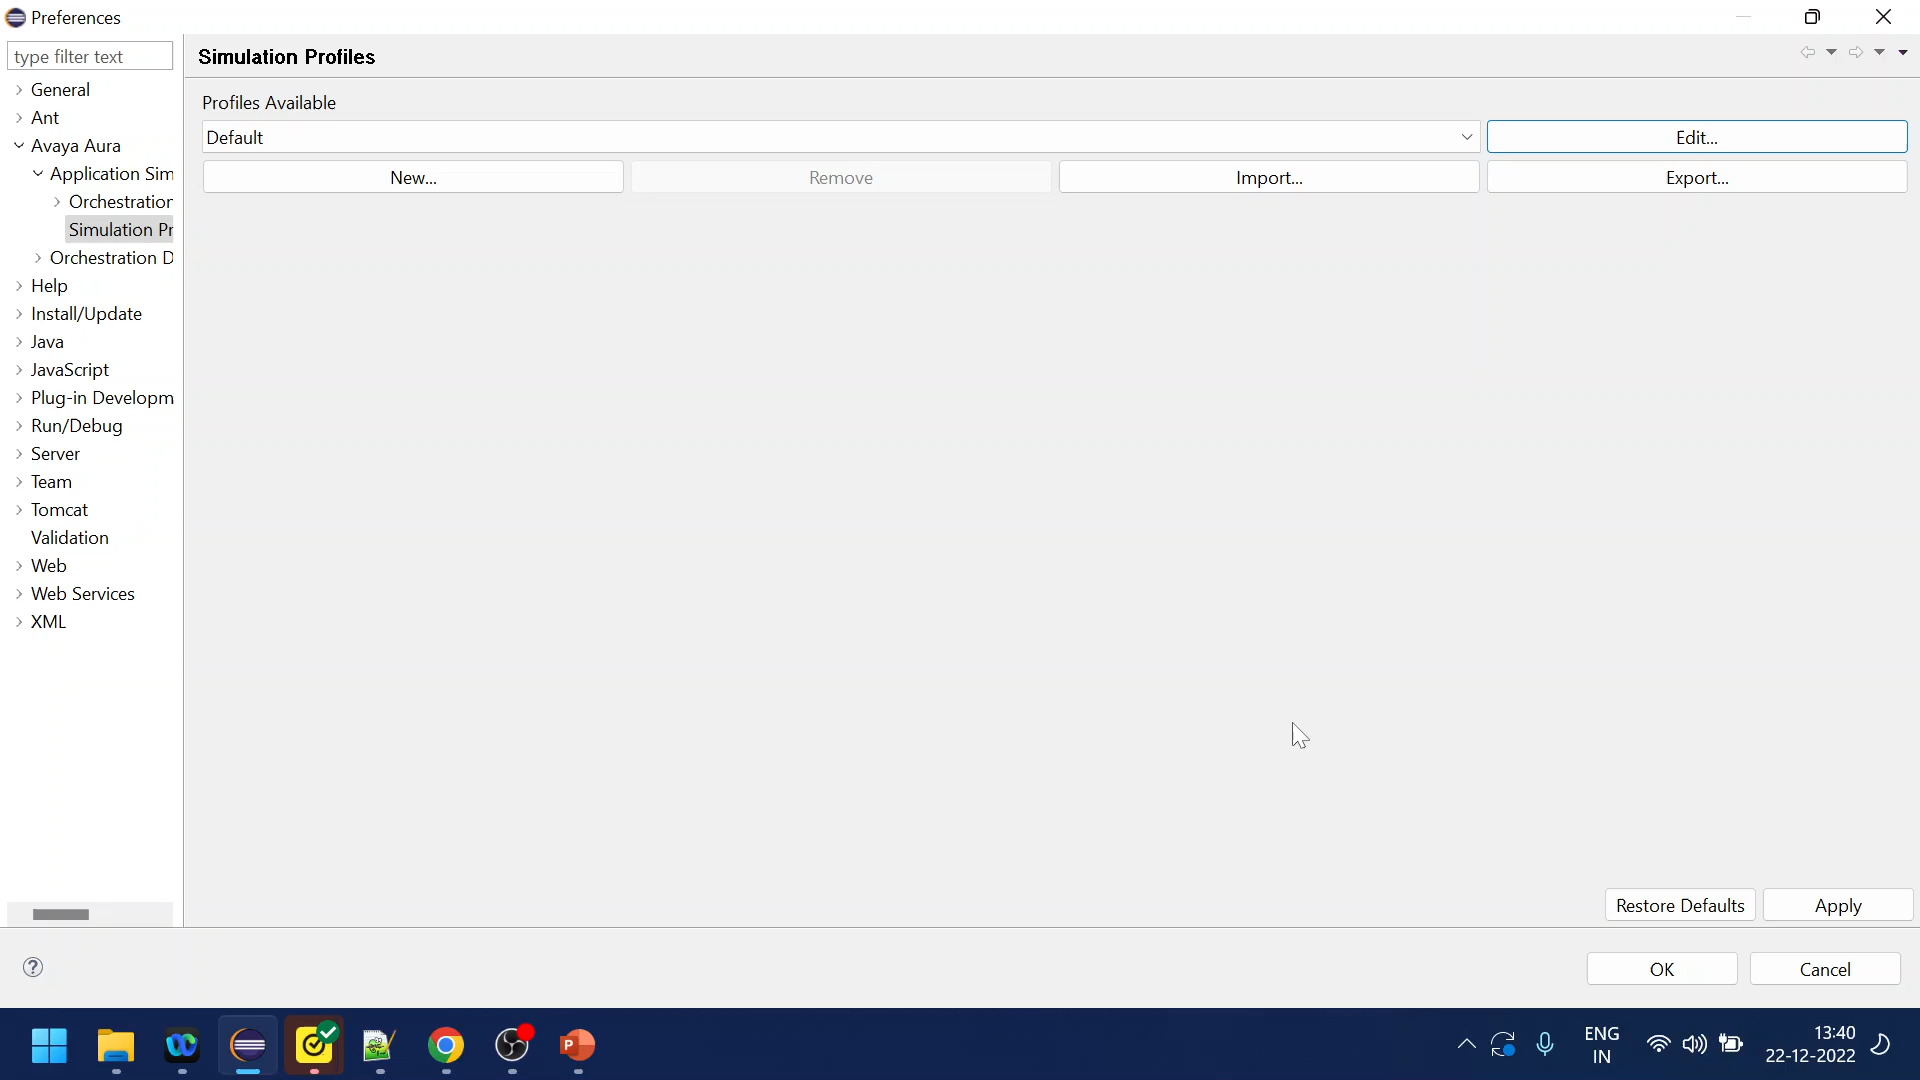 Preferences
type filter text
General
Ant
Avaya Aura
Application Sim
Orchestration
Simulation Pr
Orchestration D
Help
Install/Update
Java
JavaScript
Plug-in Developm
Run/Debug
Server
Team
Tomcat
Validation
Web
Web Services
XML
Simulation Profiles
Profiles Available
Default
Edit...
New...
Remove
Import...
Export...
Restore Defaults
Apply
OK
Cancel
ENG
IN
13:40
22-12-2022